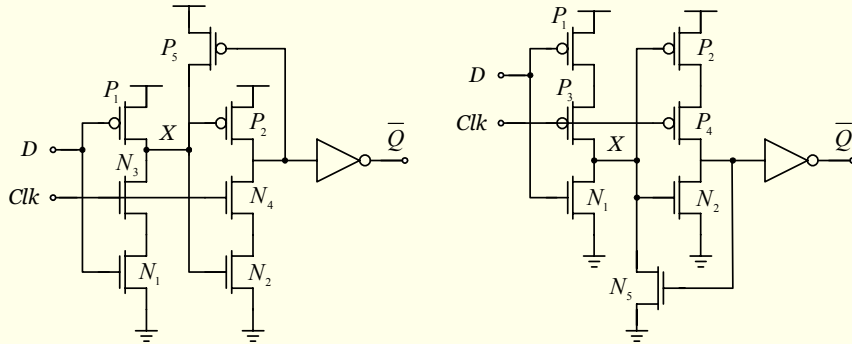 P₅
P₁
X
P₂
D
N₃
Clk
N₄
N₁
N₂
Q̅
P₁
P₂
D
P₃
Clk
P₄
X
N₁
N₂
N₅
Q̅